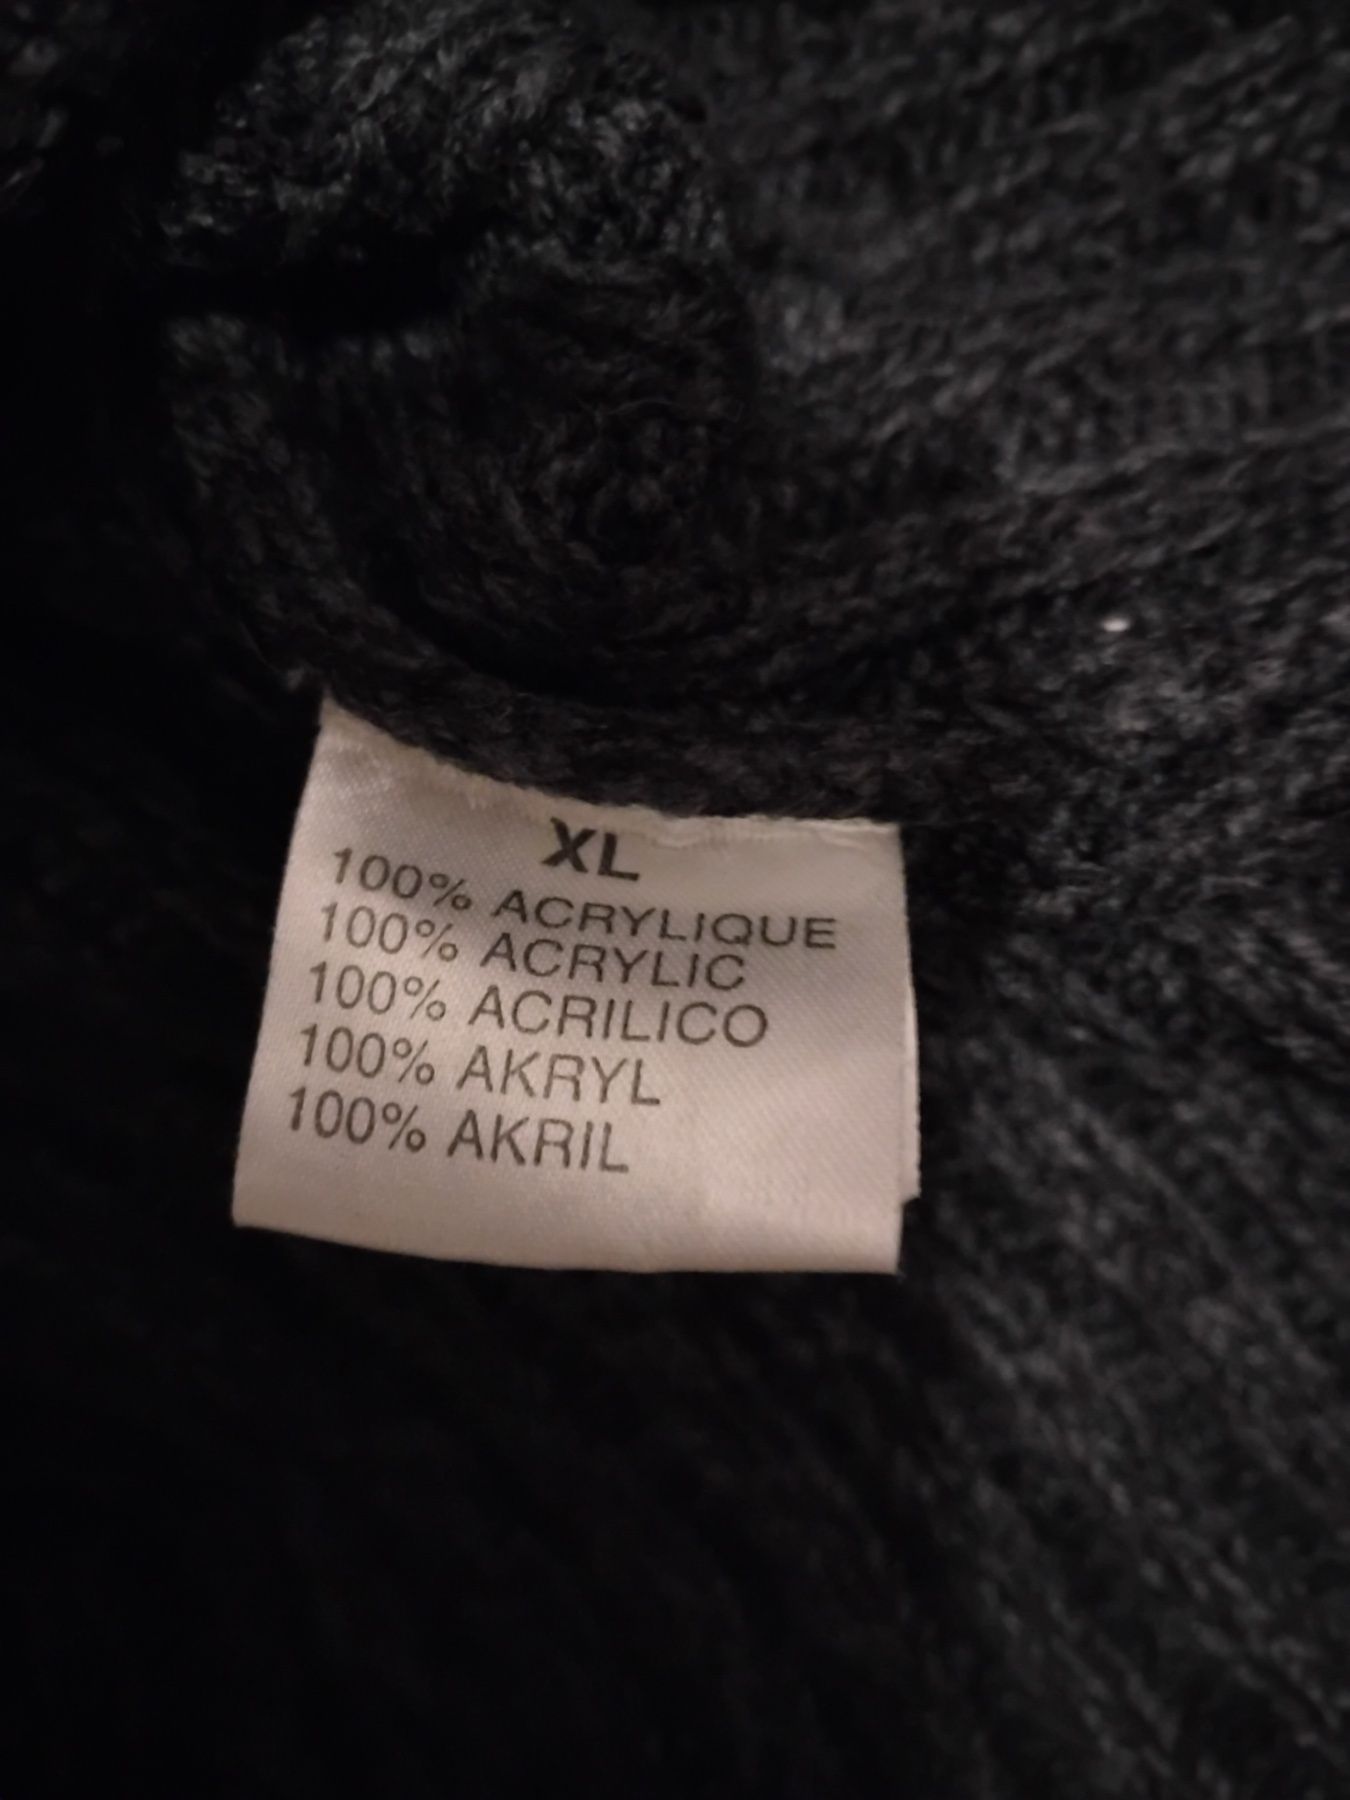 XL
100% ACRYLIQUE
100% ACRYLIC
100% ACRILICO
100% AKRYL
100% AKRIL